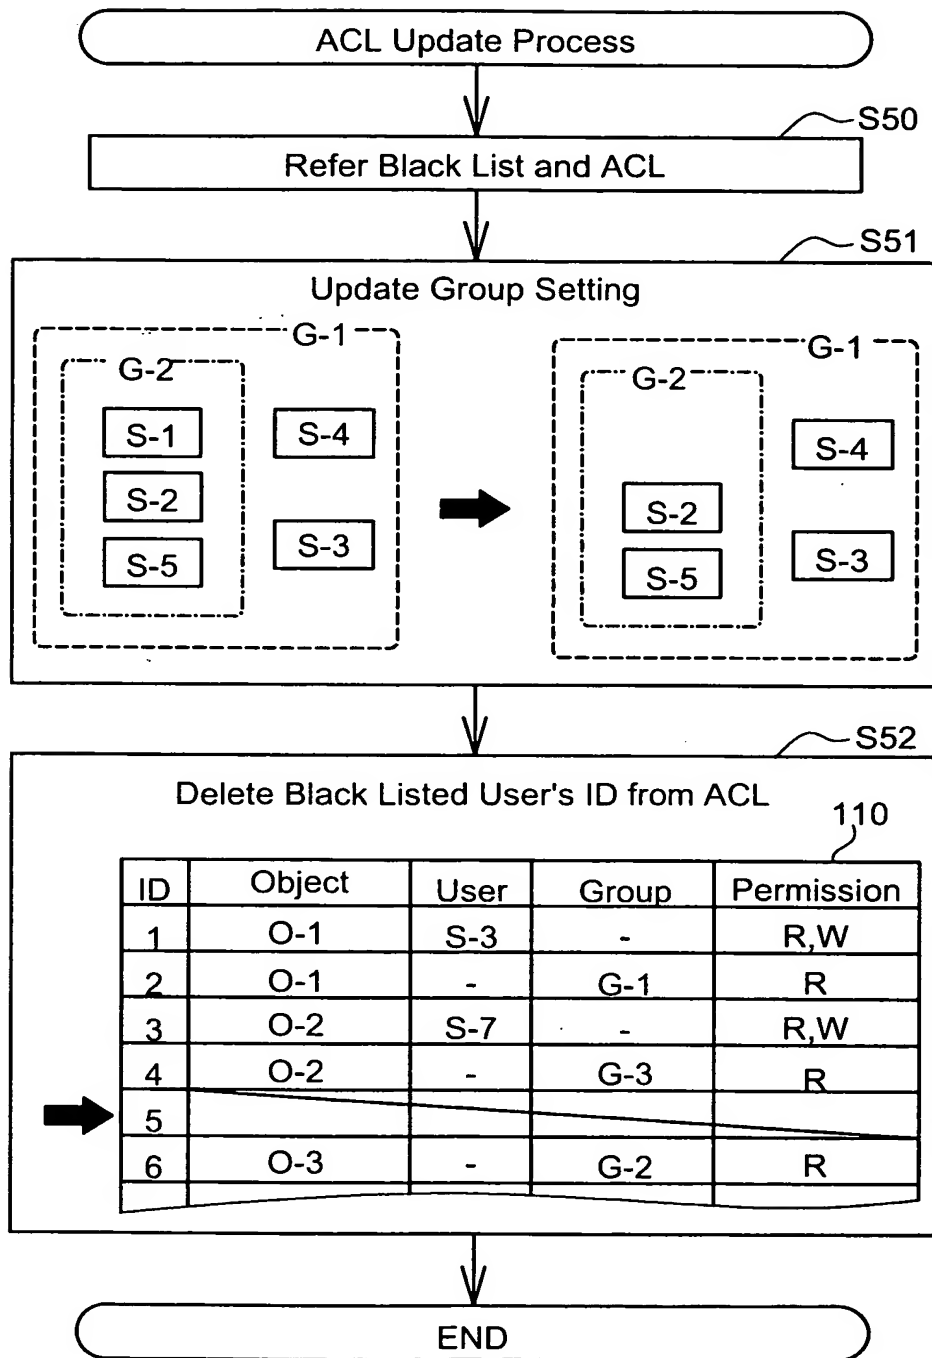 ACL Update Process
S50
Refer Black List and ACL
S51
Update Group Setting
G-1
G-2
S-1
S-4
S-2
S-3
S-5
G-1
G-2
S-4
S-2
S-3
S-5
S52
Delete Black Listed User's ID from ACL
110
ID Object User Group Permission
1 O-1 S-3 - R,W
2 O-1 - G-1 R
3 O-2 S-7 - R,W
4 O-2 - G-3 R
5
6 O-3 - G-2 R
END